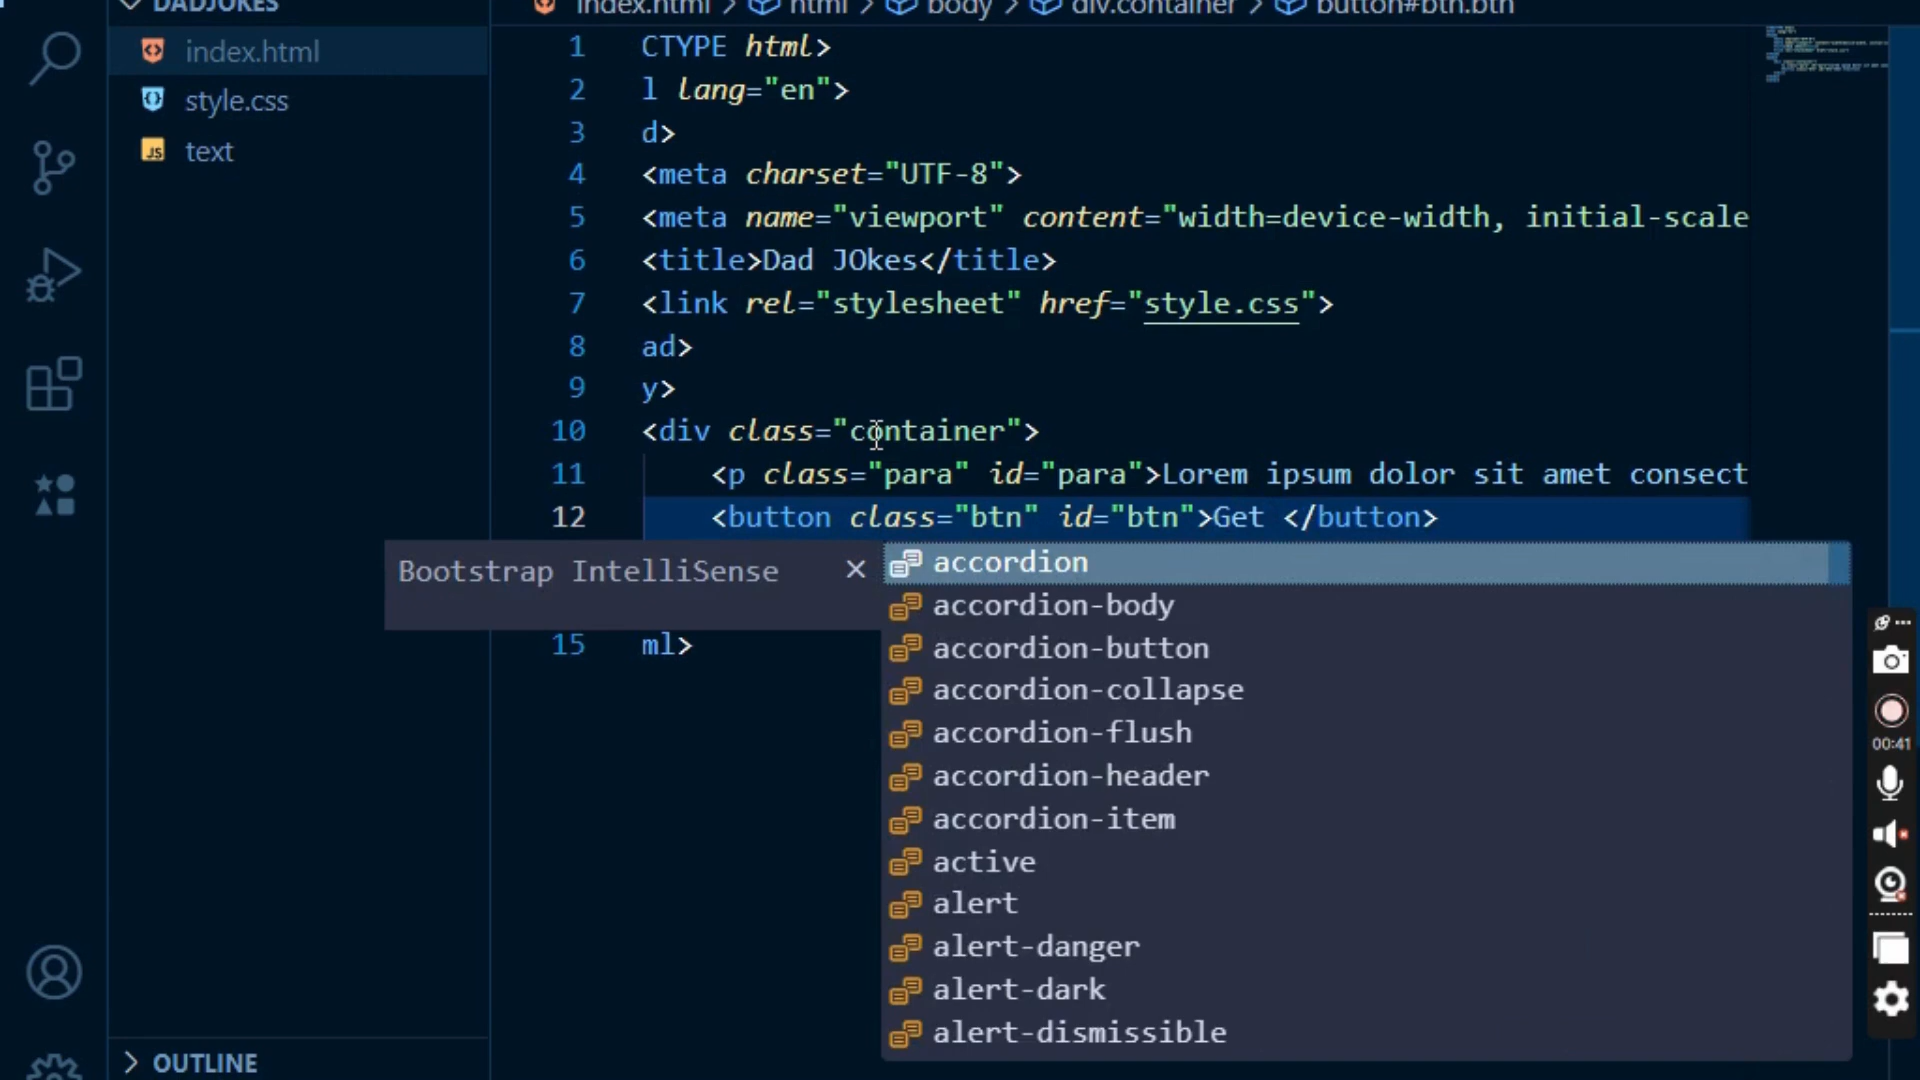 DADJOKES
index.html
style.css
text
index.html > html > body > div.container > button#btn.btn
1 CTYPE html>
2 l lang="en">
3 d>
4 <meta charset="UTF-8">
5 <meta name="viewport" content="width=device-width, initial-scale
6 <title>Dad JOkes</title>
7 <link rel="stylesheet" href="style.css">
8 ad>
9 y>
10 <div class="container">
11 <p class="para" id="para">Lorem ipsum dolor sit amet consect
12 <button class="btn" id="btn">Get </button>
Bootstrap IntelliSense
accordion
accordion-body
accordion-button
accordion-collapse
accordion-flush
accordion-header
accordion-item
active
alert
alert-danger
alert-dark
alert-dismissible
15 ml>
00:41
OUTLINE